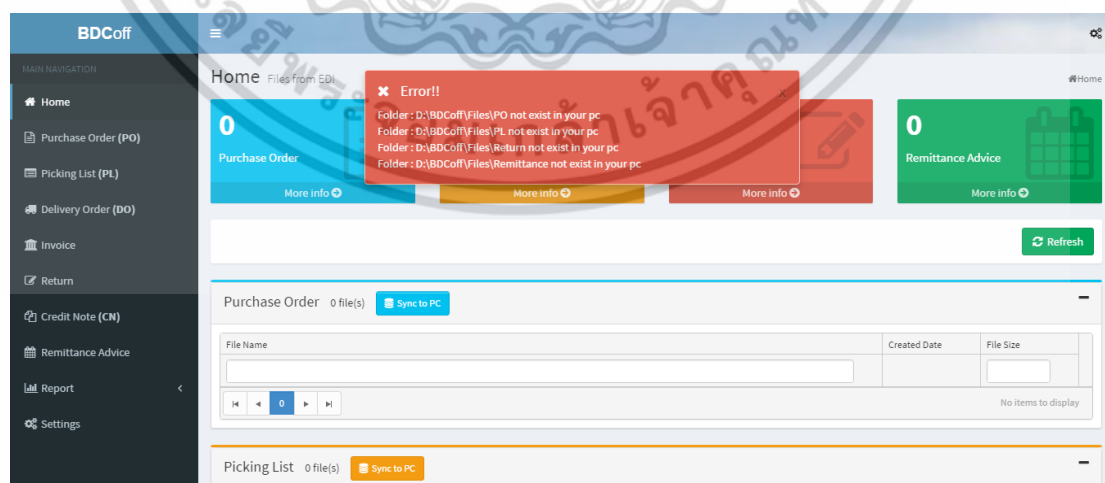 BDCoff
MAIN NAVIGATION
Home
Purchase Order (PO)
Picking List (PL)
Delivery Order (DO)
Invoice
Return
Credit Note (CN)
Remittance Advice
Report
Settings
Home Files from EDI
Home
Error!!
Folder : D:\BDCoff\Files\PO not exist in your pc
Folder : D:\BDCoff\Files\PL not exist in your pc
Folder : D:\BDCoff\Files\Return not exist in your pc
Folder : D:\BDCoff\Files\Remittance not exist in your pc
0
Purchase Order
More info
More info
More info
0
Remittance Advice
More info
Refresh
Purchase Order 0 file(s) Sync to PC
File Name Created Date File Size
0 No items to display
Picking List 0 file(s) Sync to PC